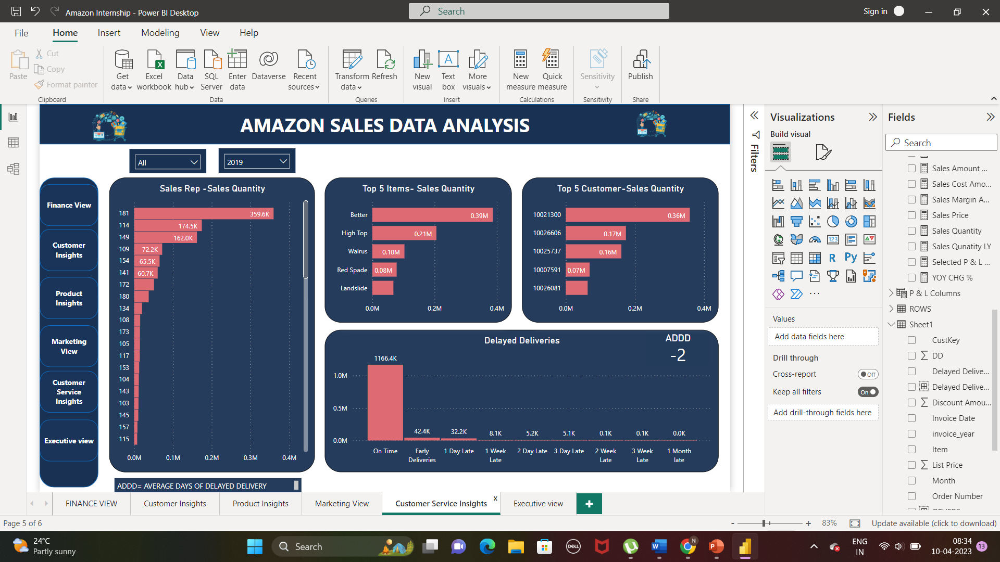 Amazon Internship - Power BI Desktop
Search
Sign in
File Home Insert Modeling View Help
Paste
Cut
Copy
Format painter
Clipboard
Get data
Excel workbook
Data hub
SQL Server
Enter data
Dataverse
Recent sources
Data
Transform data
Refresh
Queries
New visual
Text box
More visuals
Insert
New measure
Quick measure
Calculations
Sensitivity
Sensitivity
Publish
Share
AMAZON SALES DATA ANALYSIS
All
2019
Finance View
Customer Insights
Product Insights
Marketing View
Customer Service Insights
Executive view
Sales Rep -Sales Quantity
181 359.6K
114 174.5K
149 162.0K
109 72.2K
154 65.5K
141 60.7K
172
180
134
108
173
105
117
153
104
143
103
145
157
115
0.0M 0.1M 0.2M 0.3M 0.4M
Top 5 Items- Sales Quantity
Better 0.39M
High Top 0.21M
Walrus 0.10M
Red Spade 0.08M
Landslide
0.0M 0.2M 0.4M
Top 5 Customer-Sales Quantity
10021300 0.36M
10026606 0.17M
10025737 0.16M
10007591 0.07M
10026081
0.0M 0.2M 0.4M
Delayed Deliveries
ADDD
-2
1.0M
0.5M
0.0M
1166.4K 42.4K 32.2K 8.1K 5.2K 5.1K 0.1K 0.1K 0.0K
On Time
Early Deliveries
1 Day Late
1 Week Late
2 Day Late
3 Day Late
2 Week Late
3 Week Late
1 Month late
ADDD= AVERAGE DAYS OF DELAYED DELIVERY
Filters
Visualizations
Build visual
123
R
Py
Values
Add data fields here
Drill through
Cross-report Off
Keep all filters On
Add drill-through fields here
Fields
Search
Sales Amount ...
Sales Cost Amo...
Sales Margin A...
Sales Price
Sales Quantity
Sales Qunatity LY
Selected P & L ...
YOY CHG %
P & L Columns
ROWS
Sheet1
CustKey
DD
Delayed Delive...
Delayed Delive...
Discount Amou...
Invoice Date
invoice_year
Item
List Price
Month
Order Number
FINANCE VIEW Customer Insights Product Insights Marketing View Customer Service Insights x Executive view +
Page 5 of 6
- + 83%
Update available (click to download)
24°C
Partly sunny
Search
DELL
W
N
P
ENG
IN
08:34
10-04-2023
13